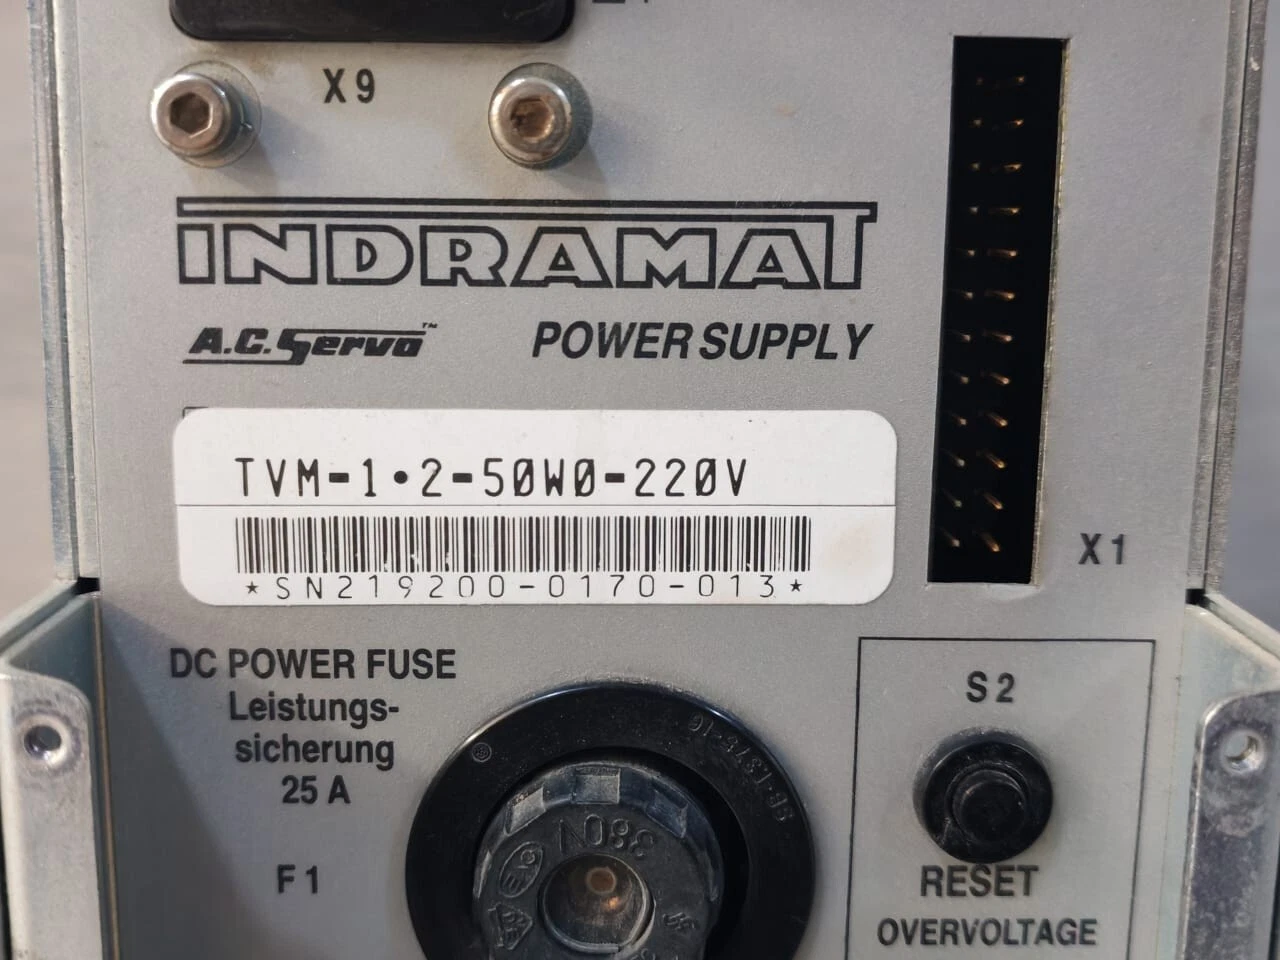 X9
INDRAMAT
A.C. Servo™ POWER SUPPLY
TVM-1•2-50W0-220V
*SN219200-0170-013*
X1
DC POWER FUSE
Leistungs-
sicherung
25 A
F1
380V
®
S2
RESET
OVERVOLTAGE